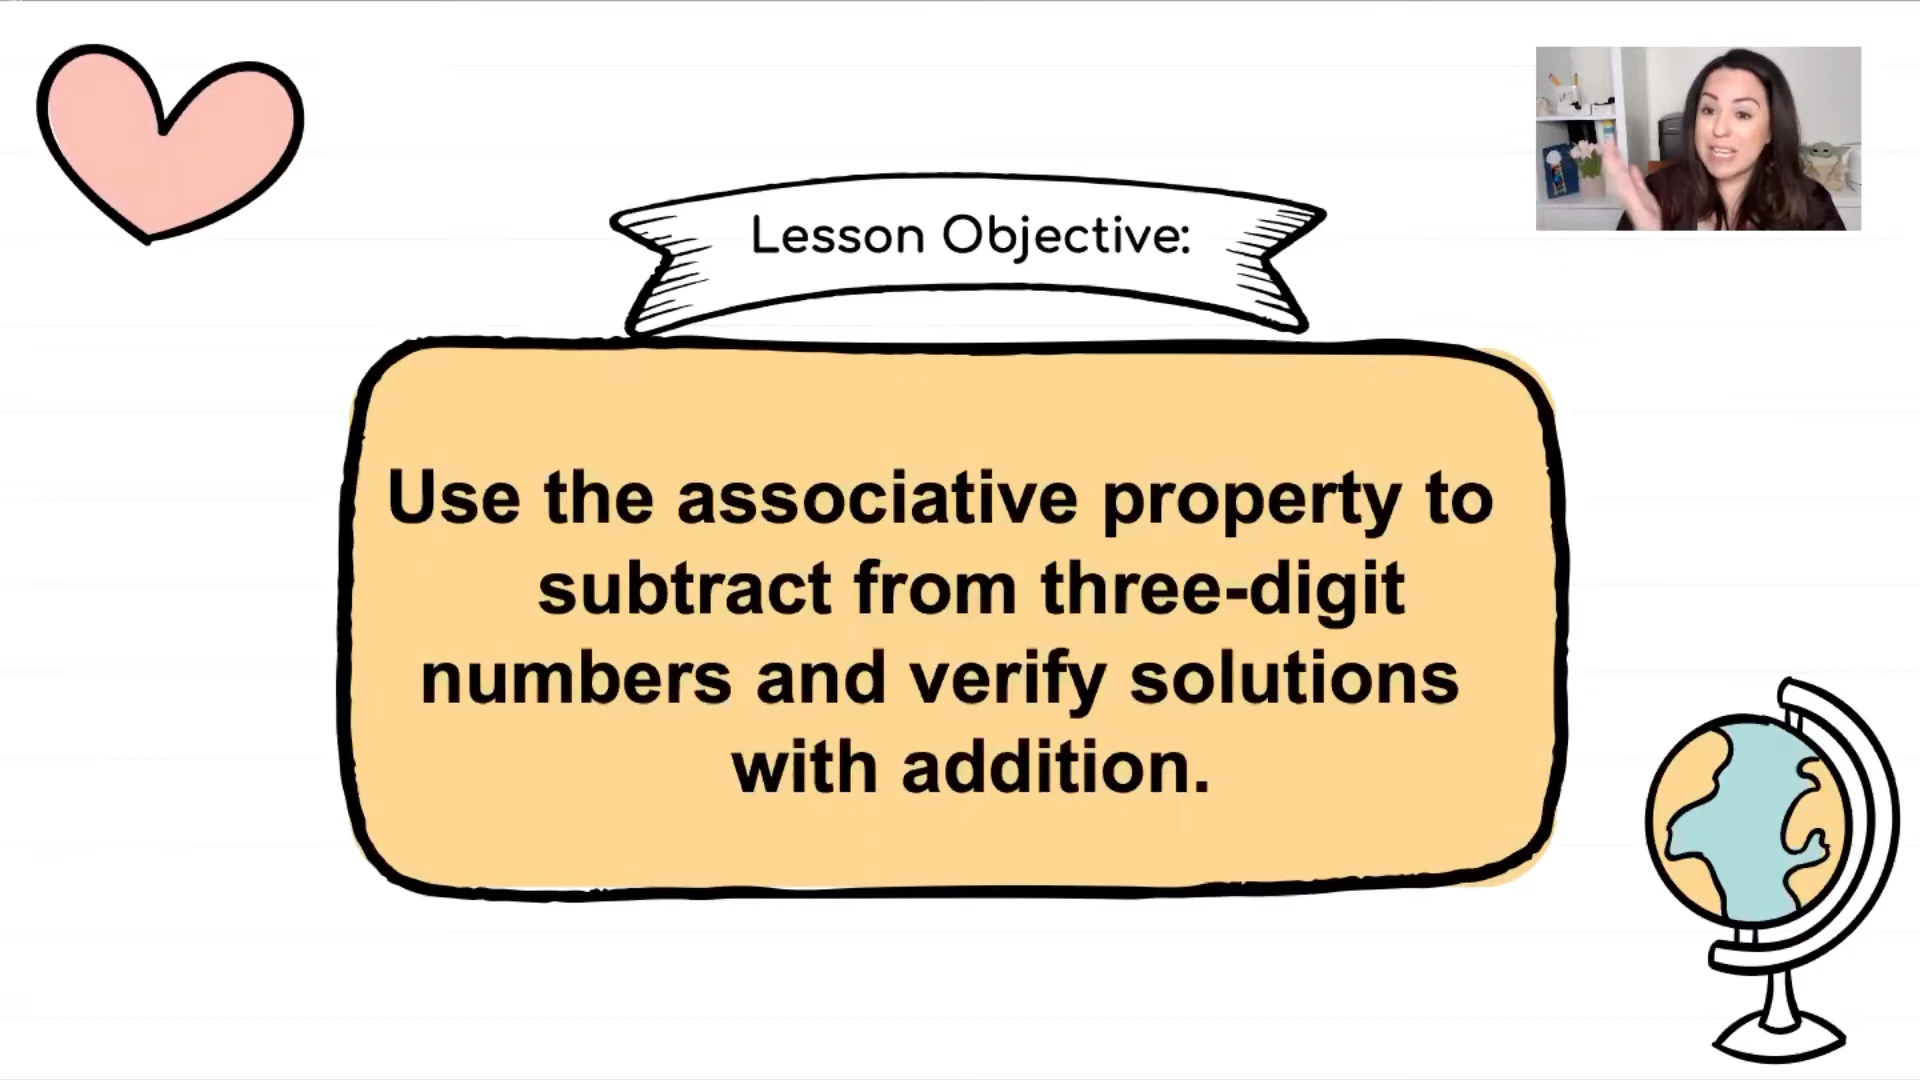 Lesson Objective:
Use the associative property to
subtract from three-digit
numbers and verify solutions
with addition.